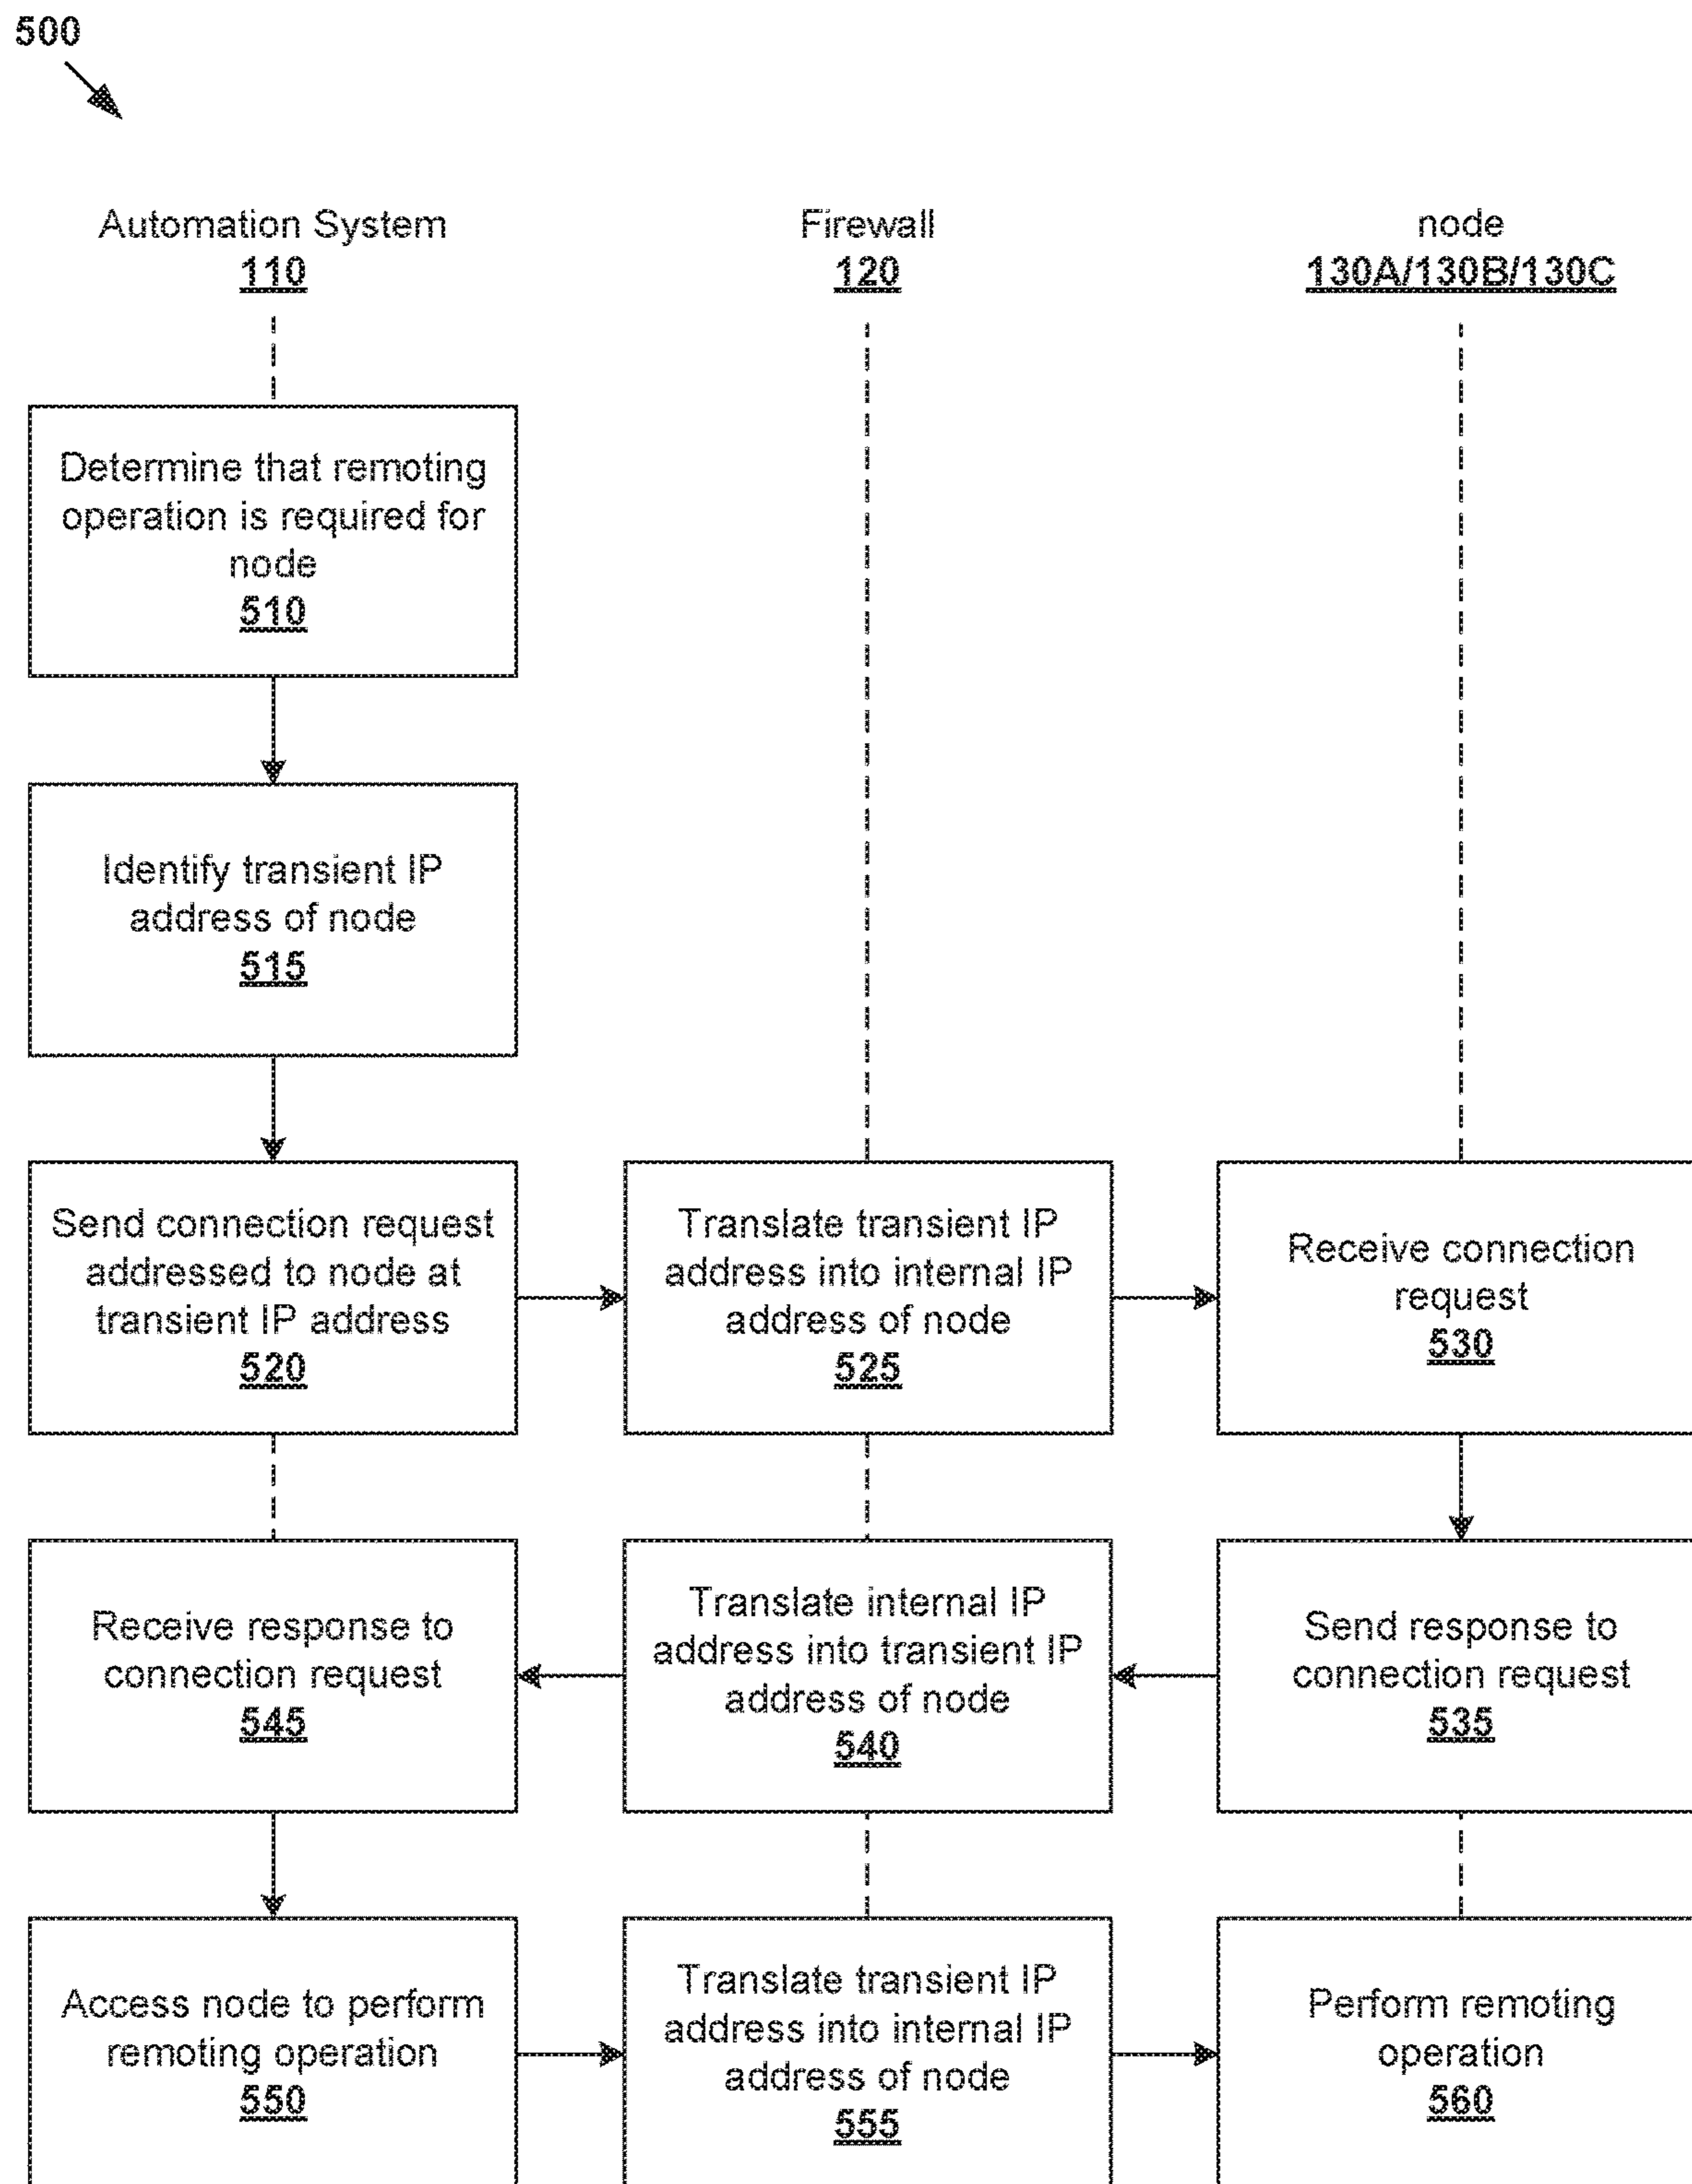 500
Automation System
110
Firewall
120
node
130A/130B/130C
Determine that remoting
operation is required for
node
510
Identify transient IP
address of node
515
Send connection request
addressed to node at
transient IP address
520
Translate transient IP
address into internal IP
address of node
525
Receive connection
request
530
Receive response to
connection request
545
Translate internal IP
address into transient IP
address of node
540
Send response to
connection request
535
Access node to perform
remoting operation
550
Translate transient IP
address into internal IP
address of node
555
Perform remoting
operation
560